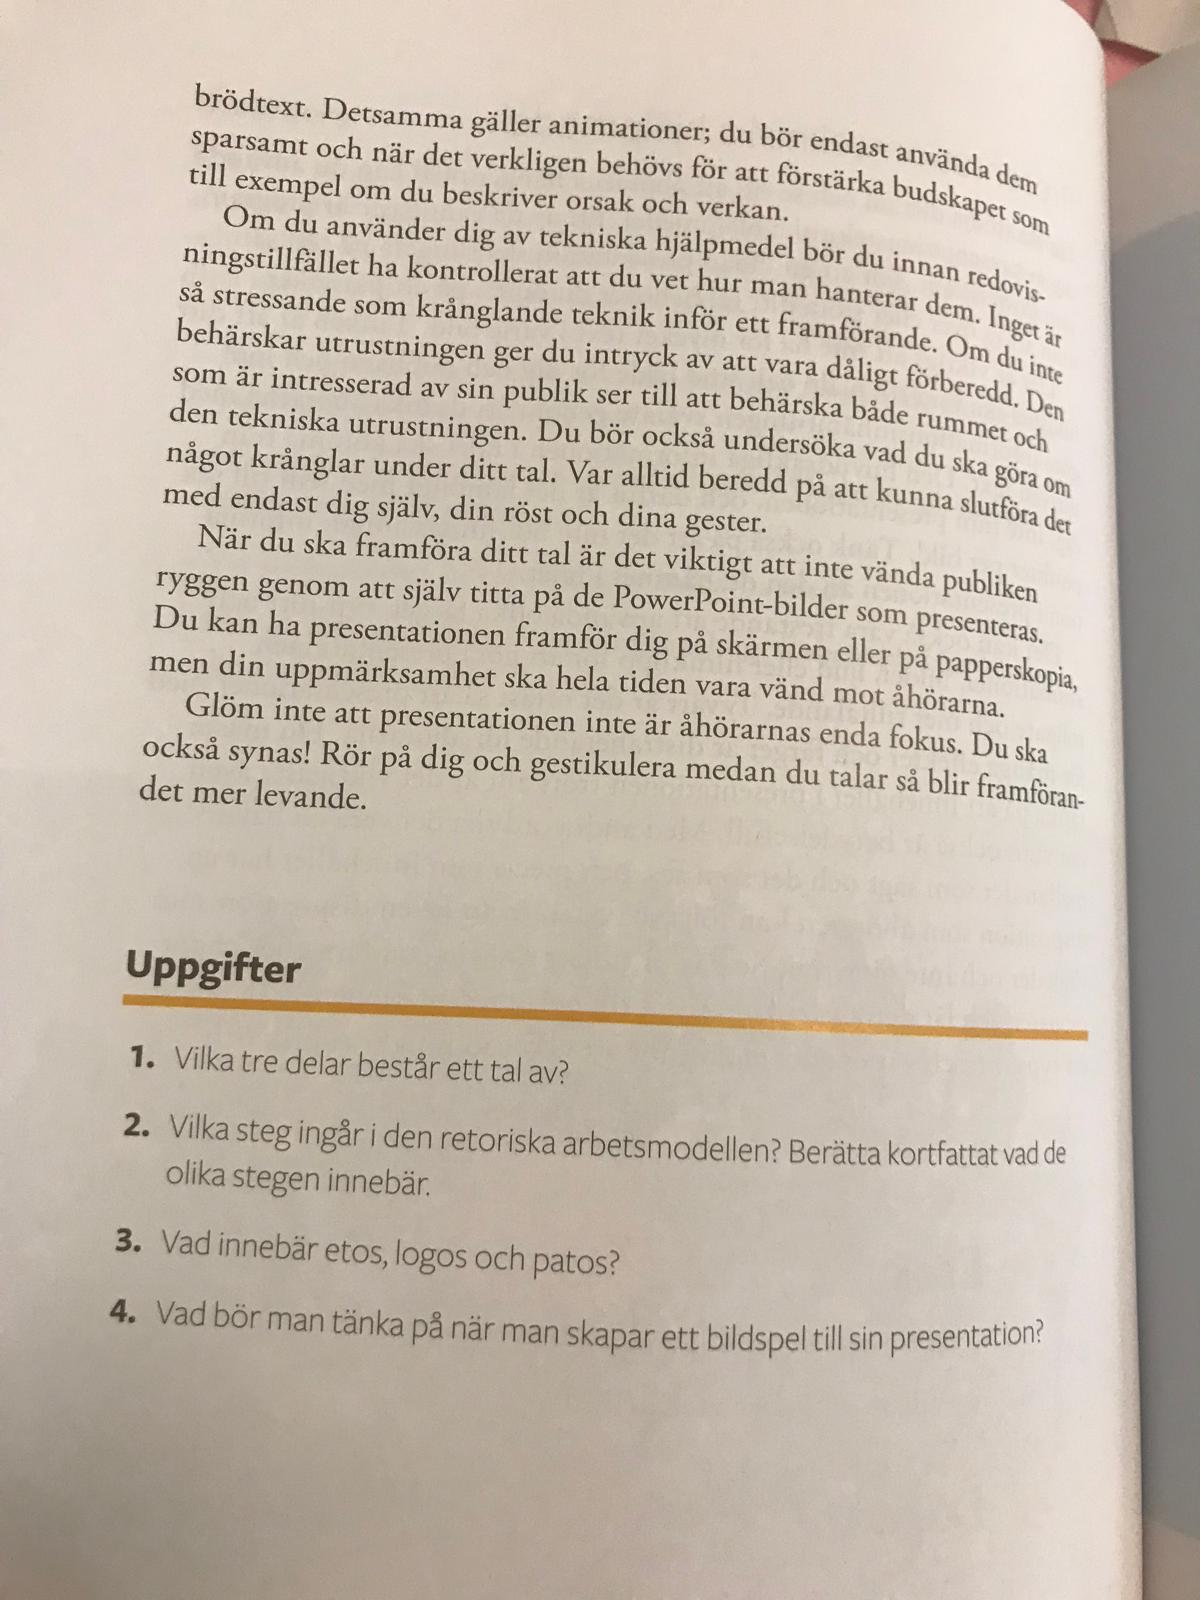 brödtext. Detsamma gäller animationer; du bör endast använda dem
sparsamt och när det verkligen behövs för att förstärka budskapet som
till exempel om du beskriver orsak och verkan.
Om du använder dig av tekniska hjälpmedel bör du innan redovis-
ningstillfället ha kontrollerat att du vet hur man hanterar dem. Inget är
så stressande som krånglande teknik inför ett framförande. Om du inte
behärskar utrustningen ger du intryck av att vara dåligt förberedd. Den
som är intresserad av sin publik ser till att behärska både rummet och
den tekniska utrustningen. Du bör också undersöka vad du ska göra om
något krånglar under ditt tal. Var alltid beredd på att kunna slutföra det
med endast dig själv, din röst och dina gester.
När du ska framföra ditt tal är det viktigt att inte vända publiken
ryggen genom att själv titta på de PowerPoint-bilder som presenteras.
Du kan ha presentationen framför dig på skärmen eller på papperskopia,
men din uppmärksamhet ska hela tiden vara vänd mot åhörarna.
Glöm inte att presentationen inte är åhörarnas enda fokus. Du ska
också synas! Rör på dig och gestikulera medan du talar så blir framföran-
det mer levande.
Uppgifter
1. Vilka tre delar består ett tal av?
2. Vilka steg ingår i den retoriska arbetsmodellen? Berätta kortfattat vad de
olika stegen innebär.
3. Vad innebär etos, logos och patos?
4. Vad bör man tänka på när man skapar ett bildspel till sin presentation?